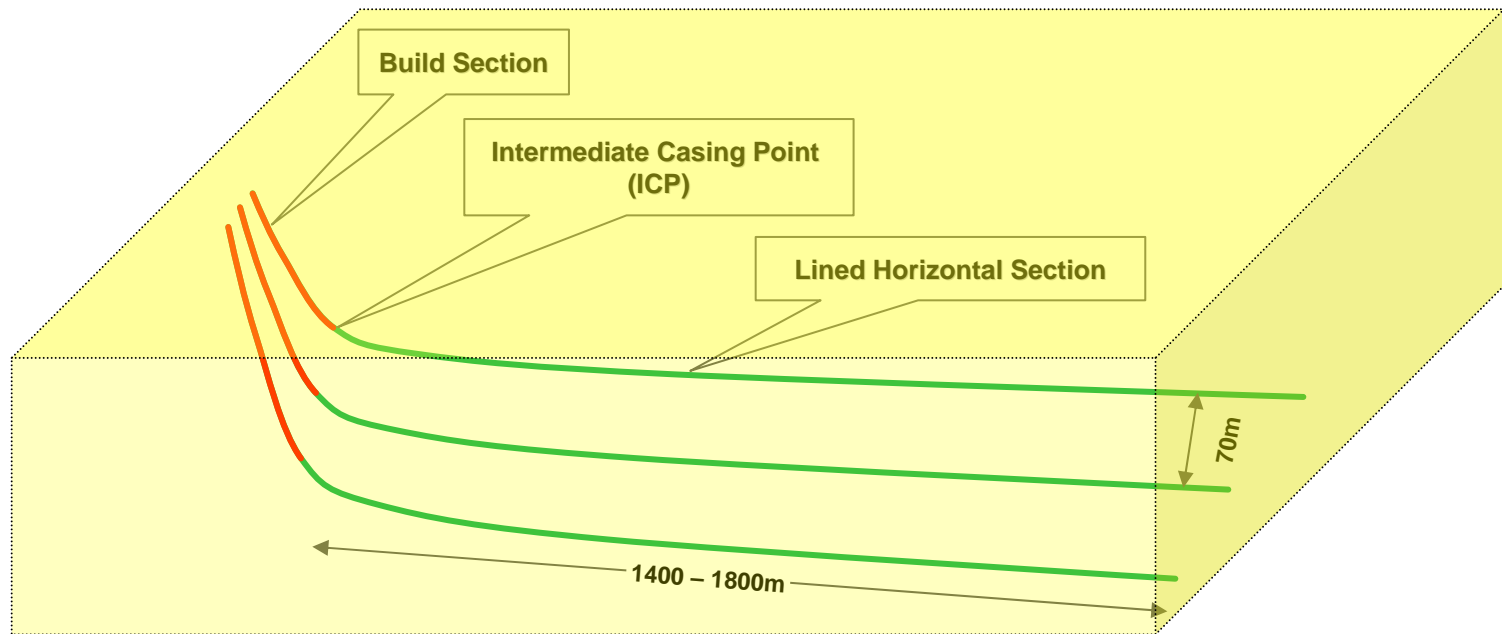 Build Section
Intermediate Casing Point
(ICP)
Lined Horizontal Section
70m
1400 – 1800m